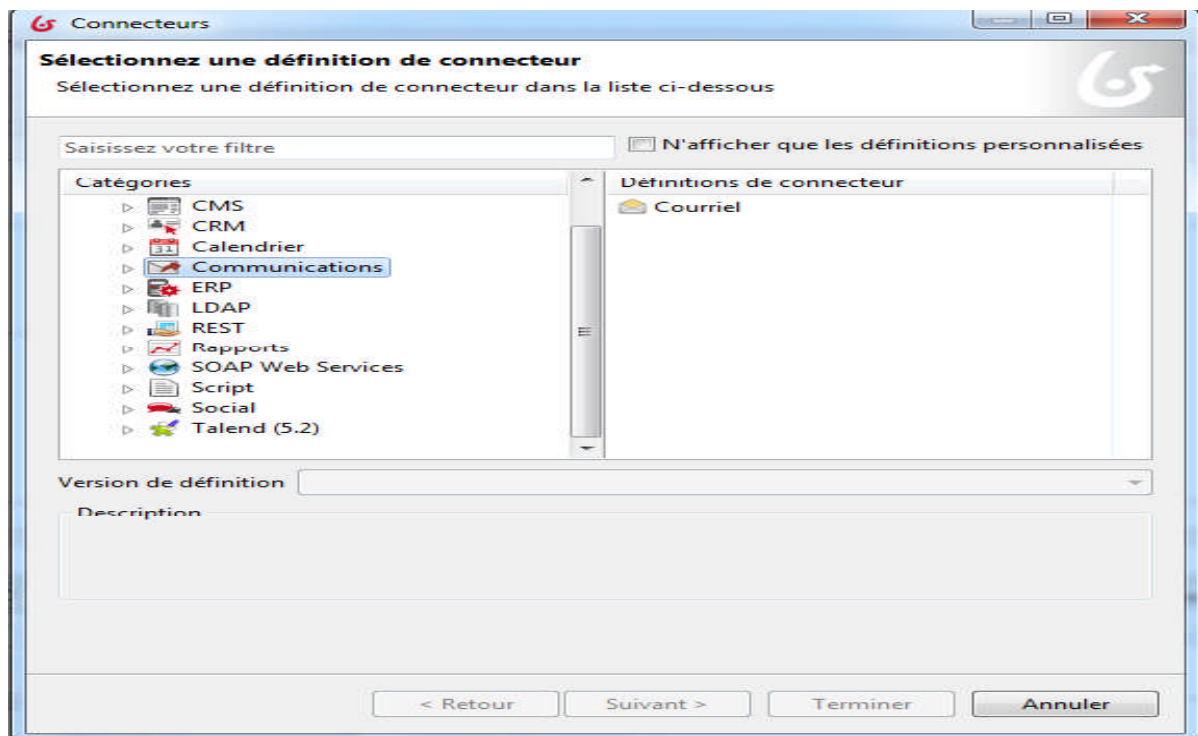 Connecteurs
Sélectionnez une définition de connecteur
Sélectionnez une définition de connecteur dans la liste ci-dessous
Saisissez votre filtre
N'afficher que les définitions personnalisées
Catégories
CMS
CRM
31 Calendrier
Communications
ERP
LDAP
REST
Rapports
SOAP Web Services
Script
Social
Talend (5.2)
Définitions de connecteur
Courriel
Version de définition
Description
< Retour
Suivant >
Terminer
Annuler